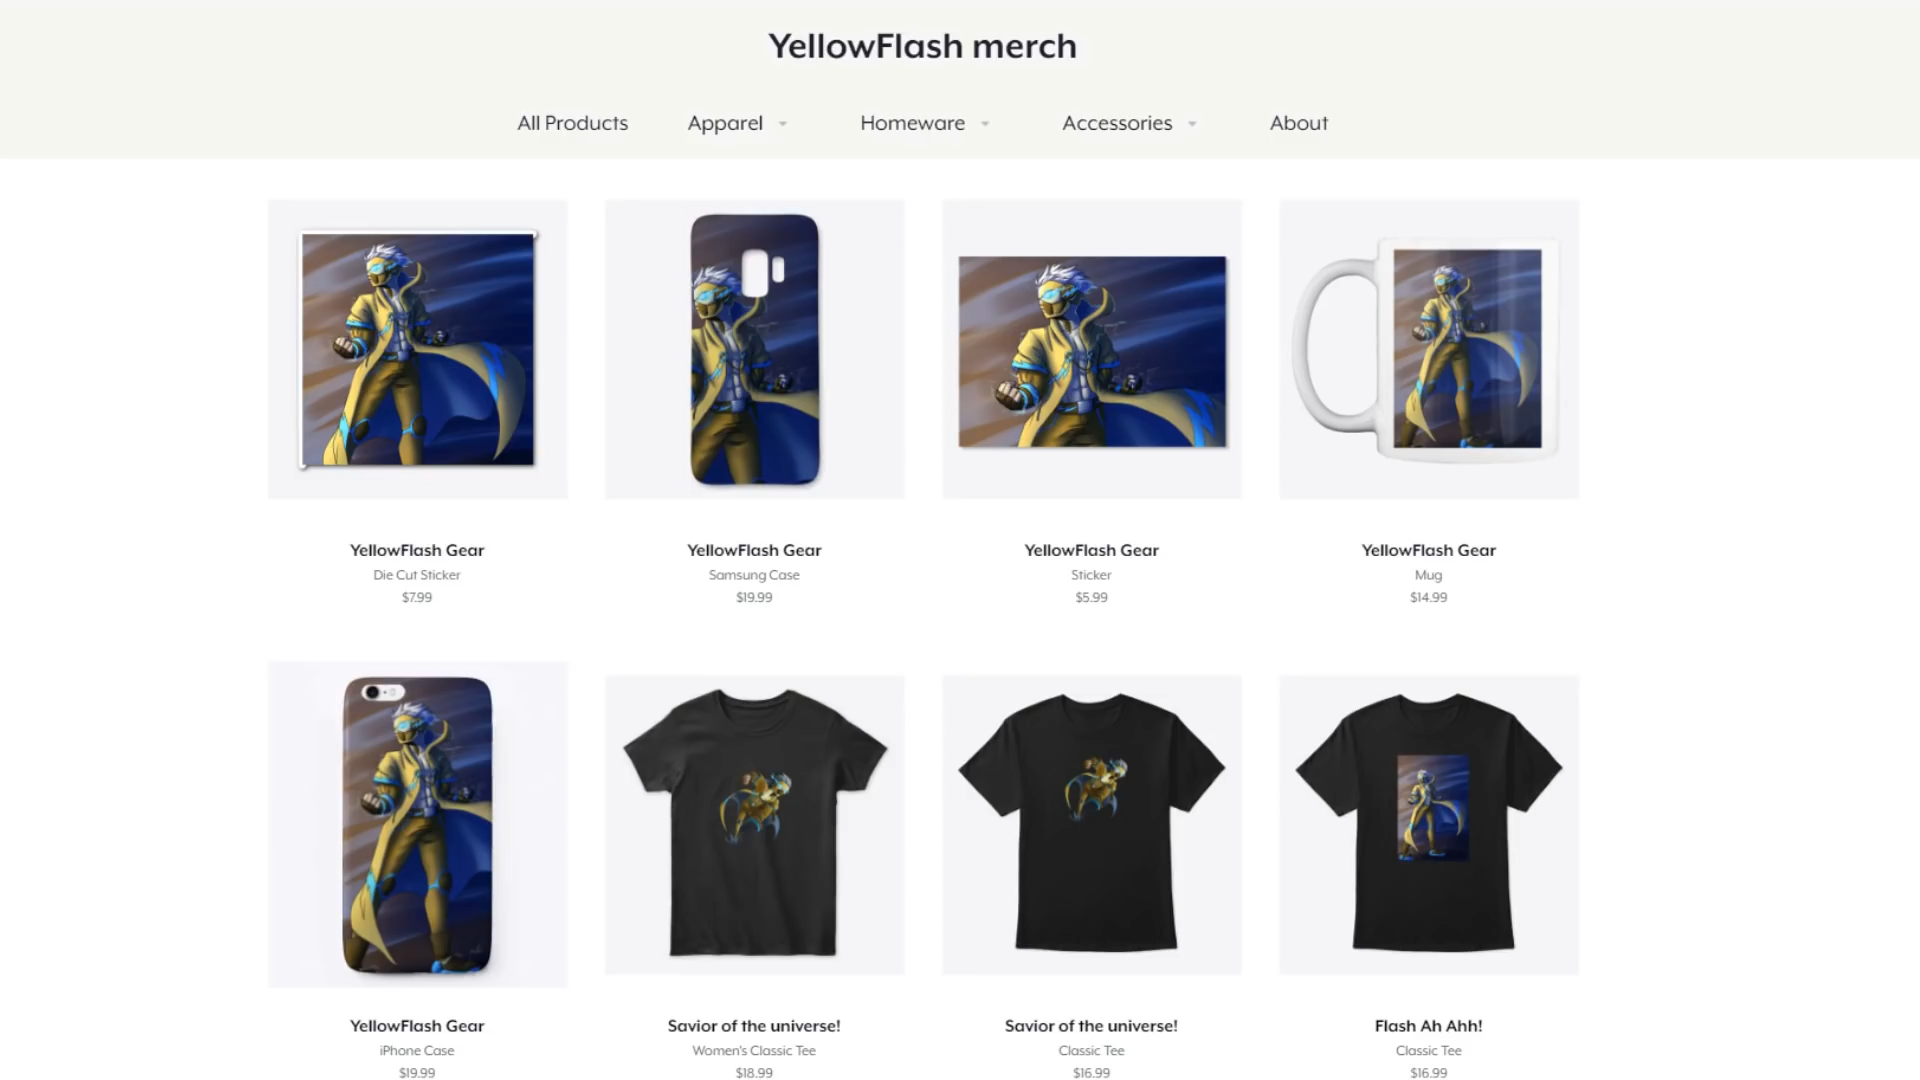 YellowFlash merch
All Products
Apparel
Homeware
Accessories
About
YellowFlash Gear
Die Cut Sticker
$7.99
YellowFlash Gear
Samsung Case
$19.99
YellowFlash Gear
Sticker
$5.99
YellowFlash Gear
Mug
$14.99
YellowFlash Gear
iPhone Case
$19.99
Savior of the universe!
Women's Classic Tee
$18.99
Savior of the universe!
Classic Tee
$16.99
Flash Ah Ahh!
Classic Tee
$16.99